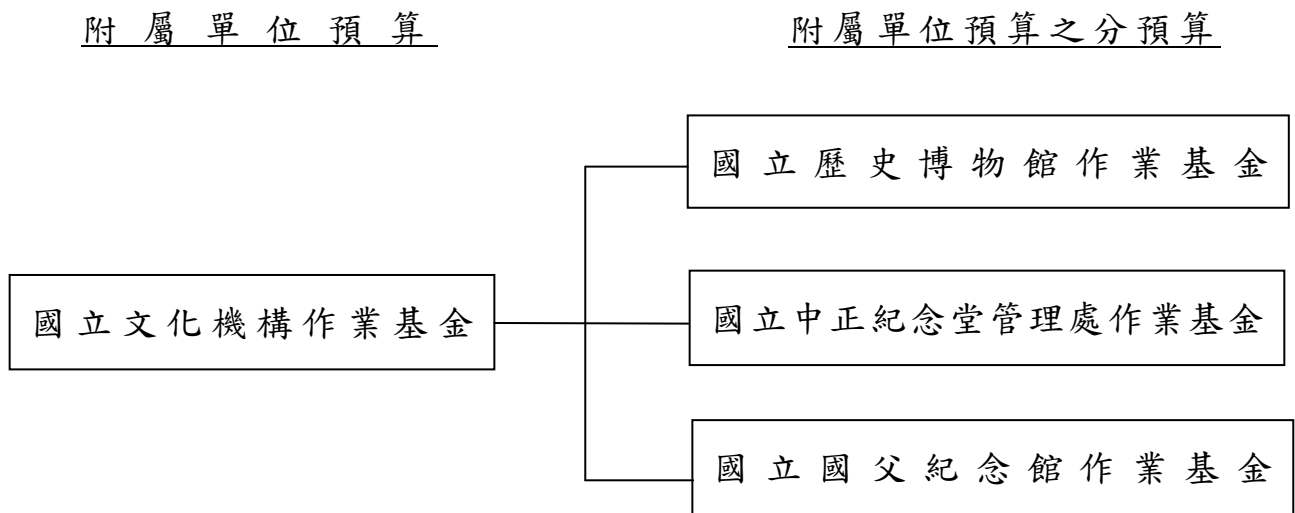 附屬單位預算
附屬單位預算之分預算
國立歷史博物館作業基金
國立文化機構作業基金
國立中正紀念堂管理處作業基金
國立國父紀念館作業基金